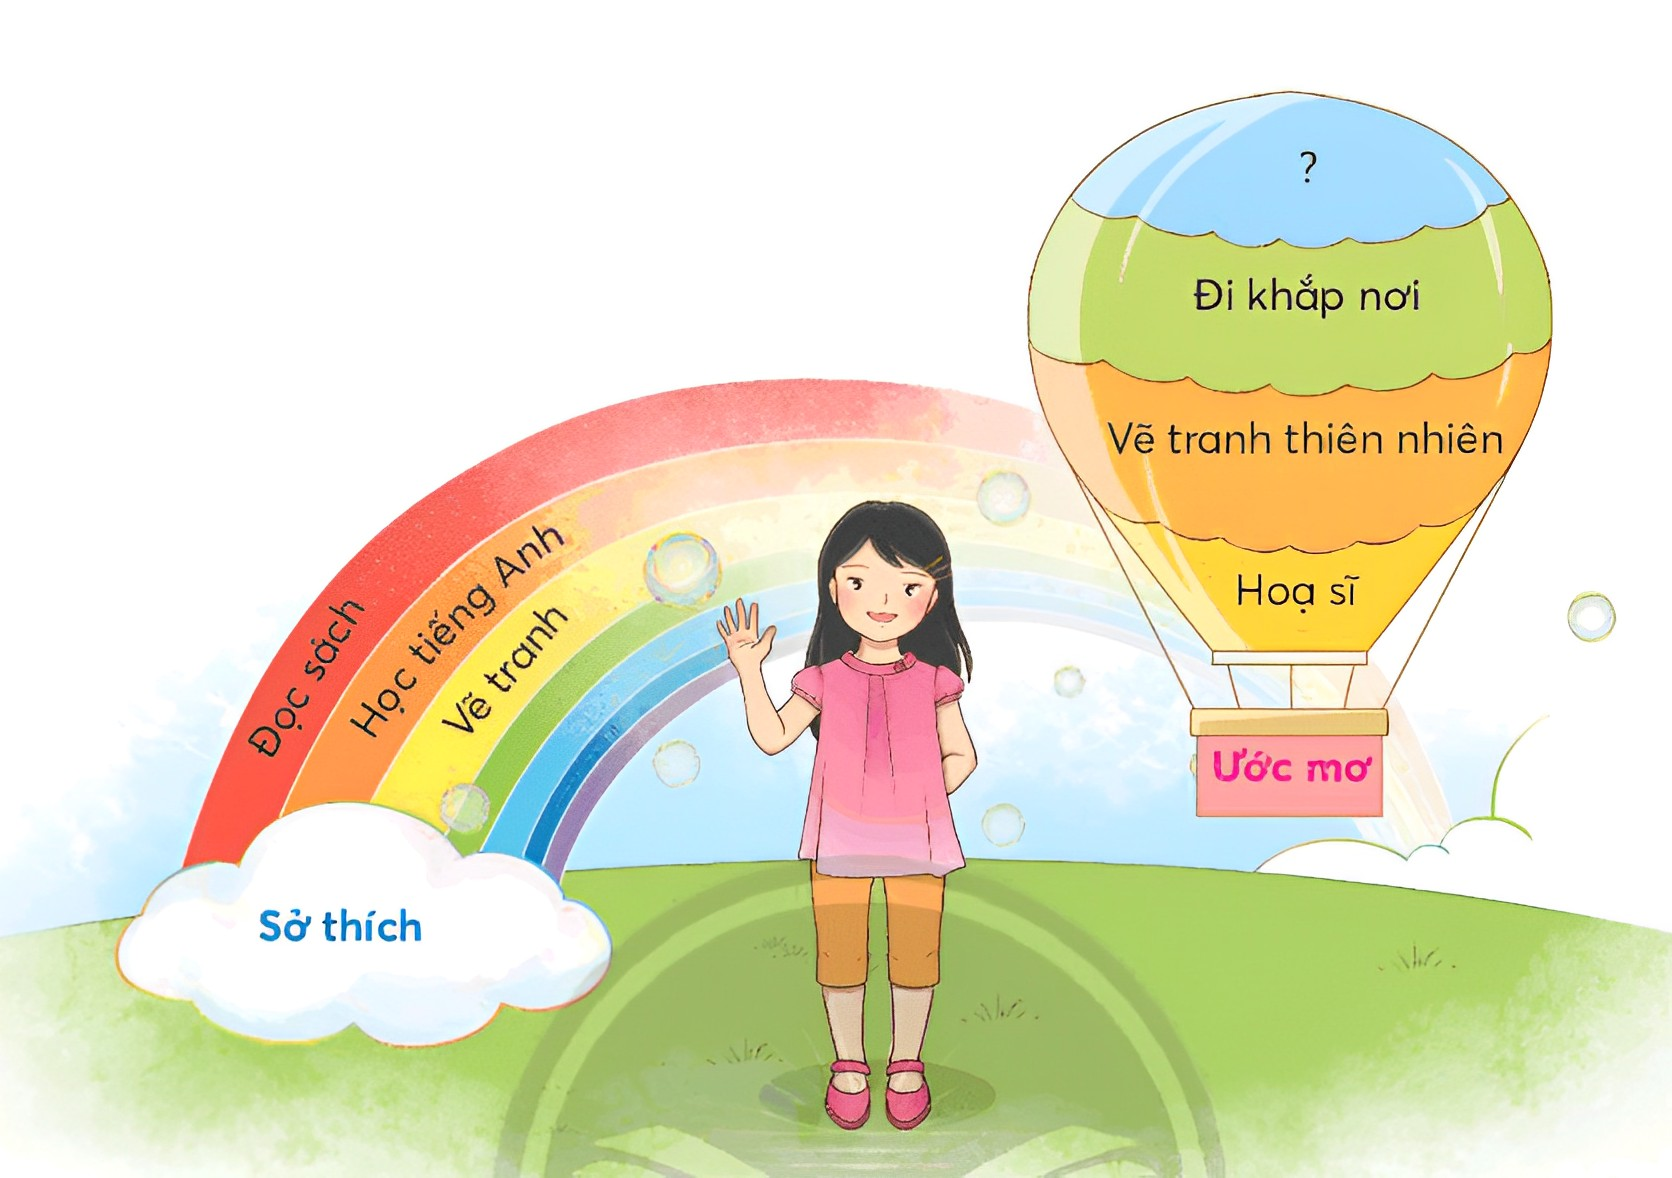 Đọc sách
Học tiếng Anh
Vẽ tranh
Sở thích
?
Đi khắp nơi
Vẽ tranh thiên nhiên
Hoạ sĩ
Ước mơ